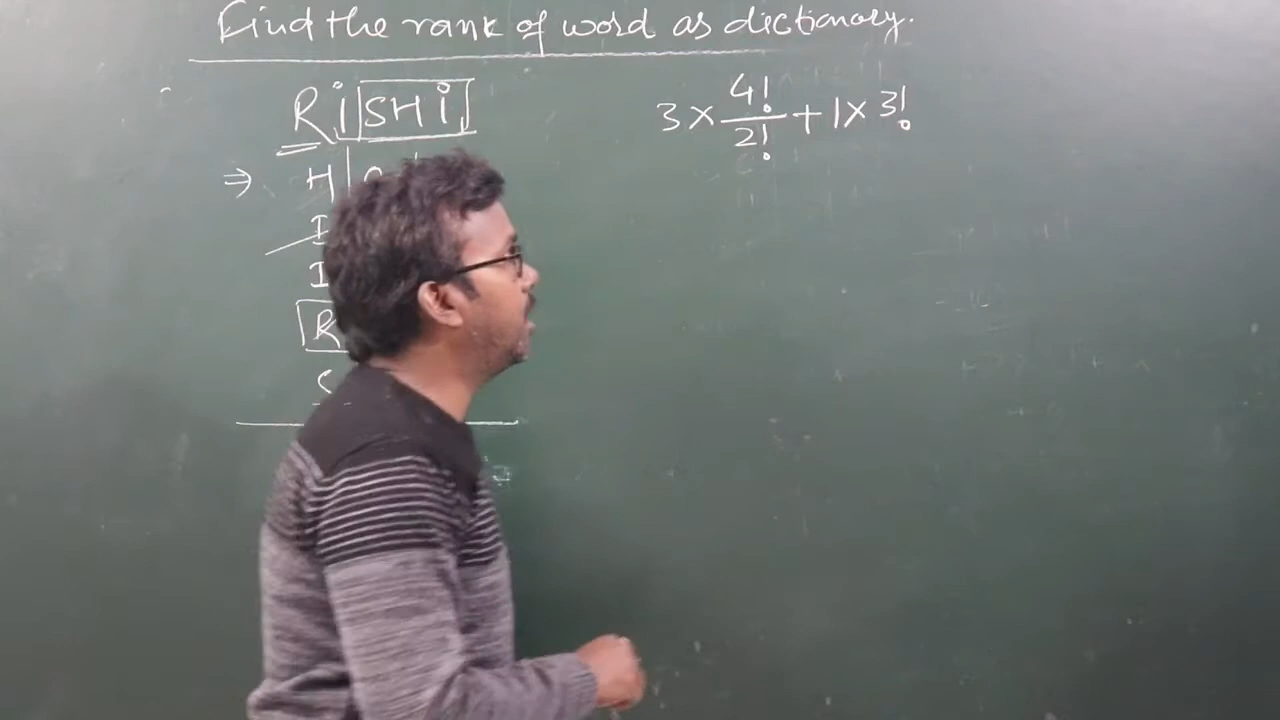 Find the rank of word as dictionary.
RiSHi
3 × 4!/2! + 1 × 3!
⇒ H
I
I
R
S